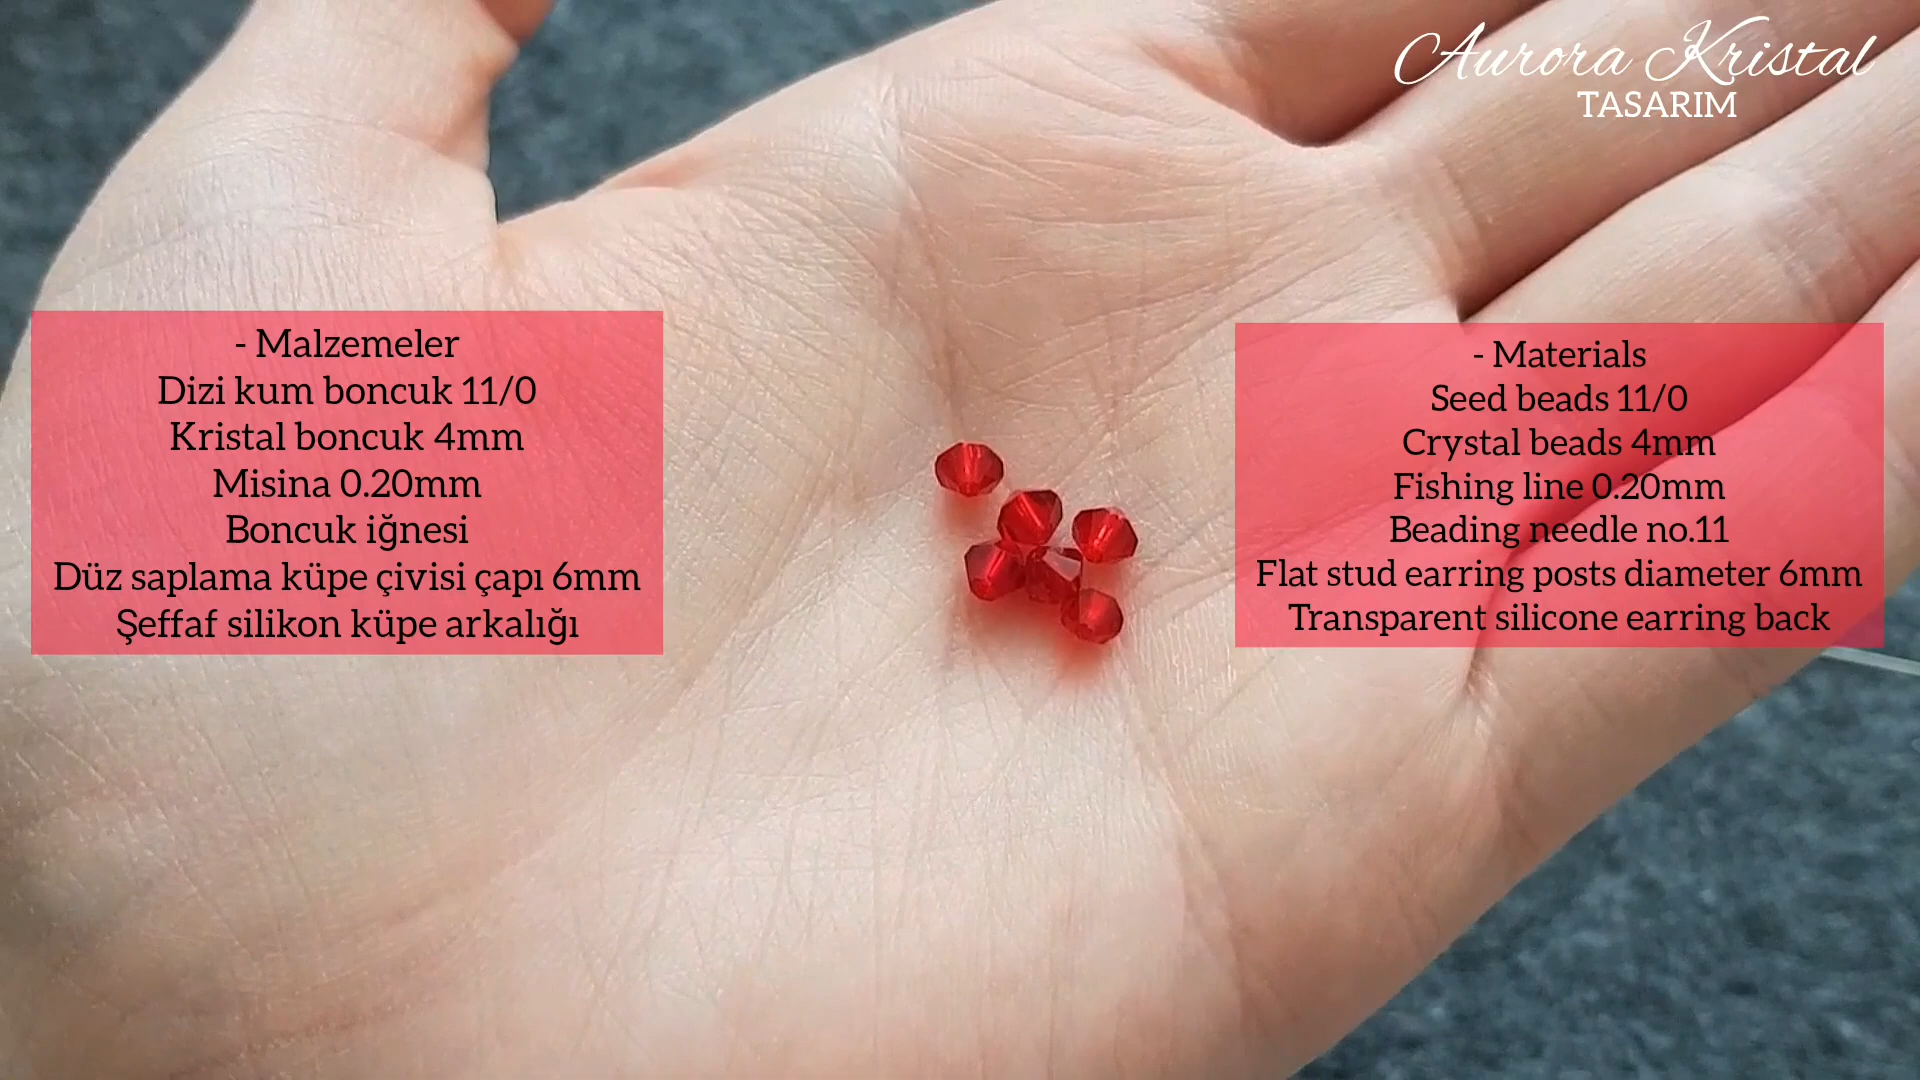 Aurora Kristal
TASARIM
- Malzemeler
Dizi kum boncuk 11/0
Kristal boncuk 4mm
Misina 0.20mm
Boncuk iğnesi
Düz saplama küpe çivisi çapı 6mm
Şeffaf silikon küpe arkalığı
- Materials
Seed beads 11/0
Crystal beads 4mm
Fishing line 0.20mm
Beading needle no.11
Flat stud earring posts diameter 6mm
Transparent silicone earring back